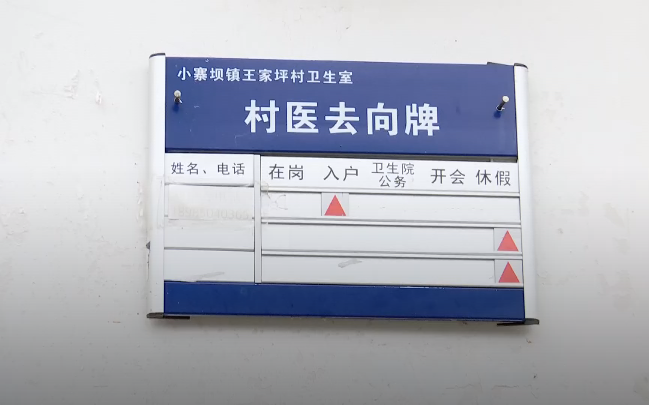 小寨坝镇王家坪村卫生室
村医去向牌
姓名、电话 在岗 入户 卫生院公务 开会 休假